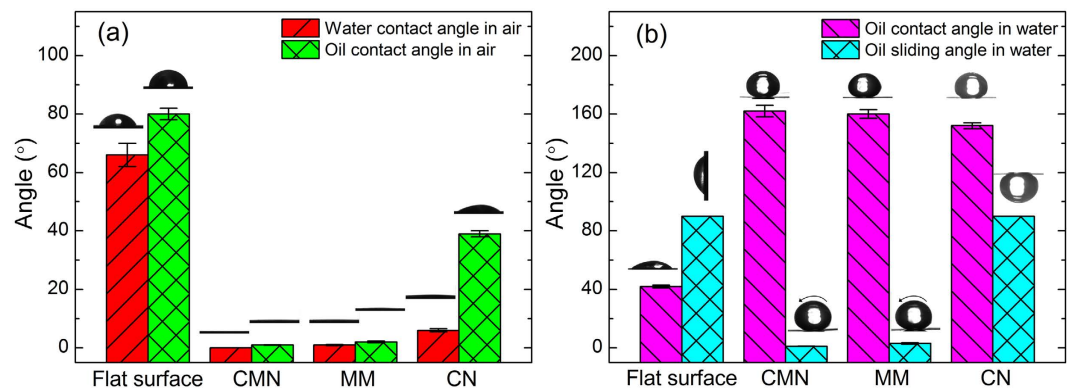 (a)
Water contact angle in air
Oil contact angle in air
Angle (°)
100
80
60
40
20
0
Flat surface CMN MM CN
(b)
Oil contact angle in water
Oil sliding angle in water
Angle (°)
200
160
120
80
40
0
Flat surface CMN MM CN